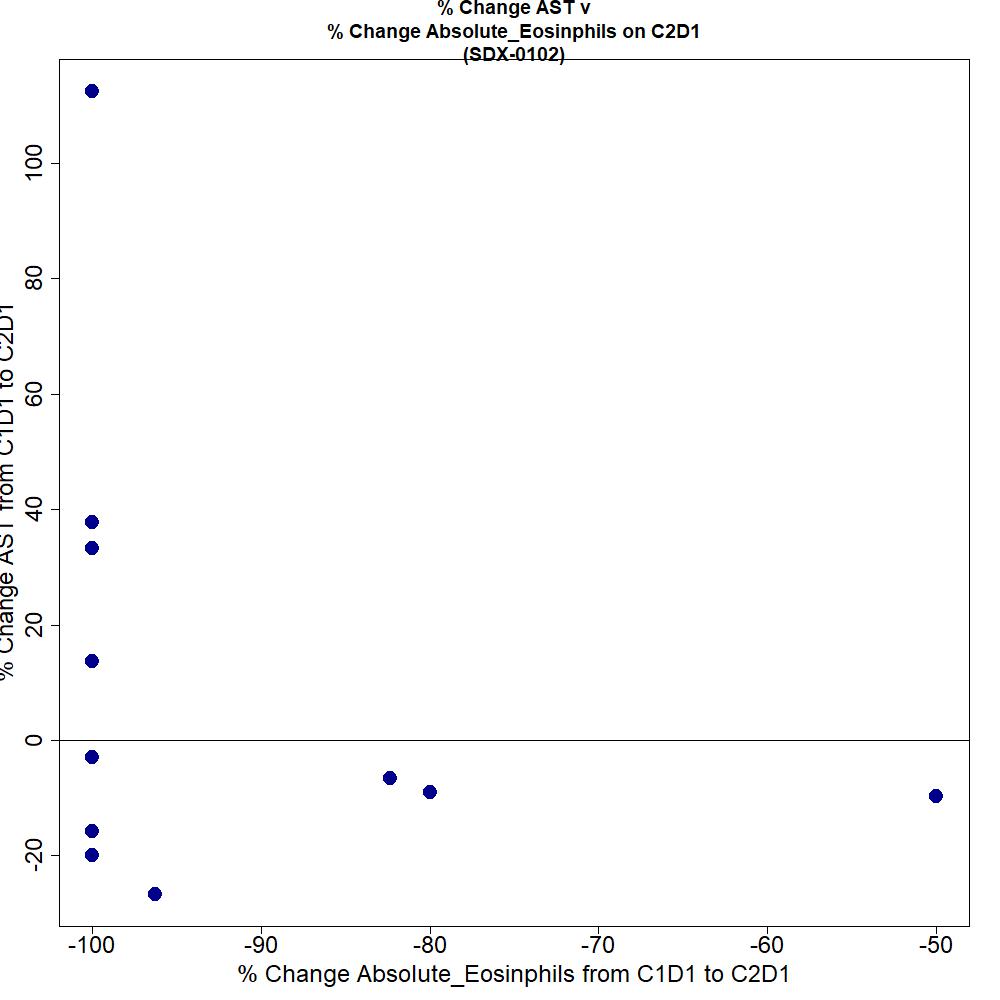 % Change AST v
% Change Absolute_Eosinphils on C2D1
(SDX-0102)
% Change AST from C1D1 to C2D1
100
80
60
40
20
0
-20
-100 -90 -80 -70 -60 -50
% Change Absolute_Eosinphils from C1D1 to C2D1